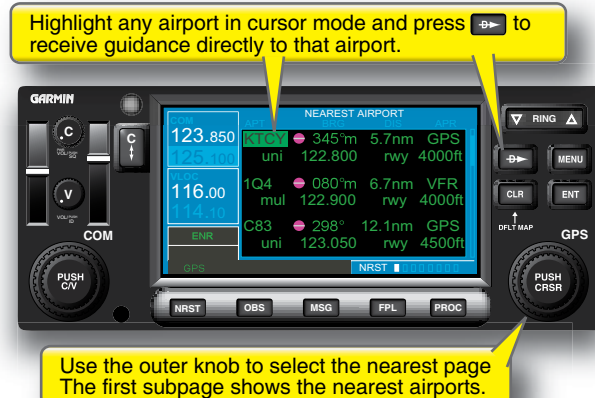 Highlight any airport in cursor mode and press D to
receive guidance directly to that airport.
GARMIN
C
V
COM
PUSH
C/V
C
COM
123.850
125.100
VLOC
116.00
114.10
ENR
GPS
NEAREST AIRPORT
APT BRG DIS APR
KTCY 345°m 5.7nm GPS
uni 122.800 rwy 4000ft
1Q4 080°m 6.7nm VFR
mul 122.900 rwy 4000ft
C83 298° 12.1nm GPS
uni 123.050 rwy 4500ft
NRST
RING
D
MENU
CLR
ENT
DFLT MAP
GPS
PUSH
CRSR
NRST
OBS
MSG
FPL
PROC
Use the outer knob to select the nearest page
The first subpage shows the nearest airports.